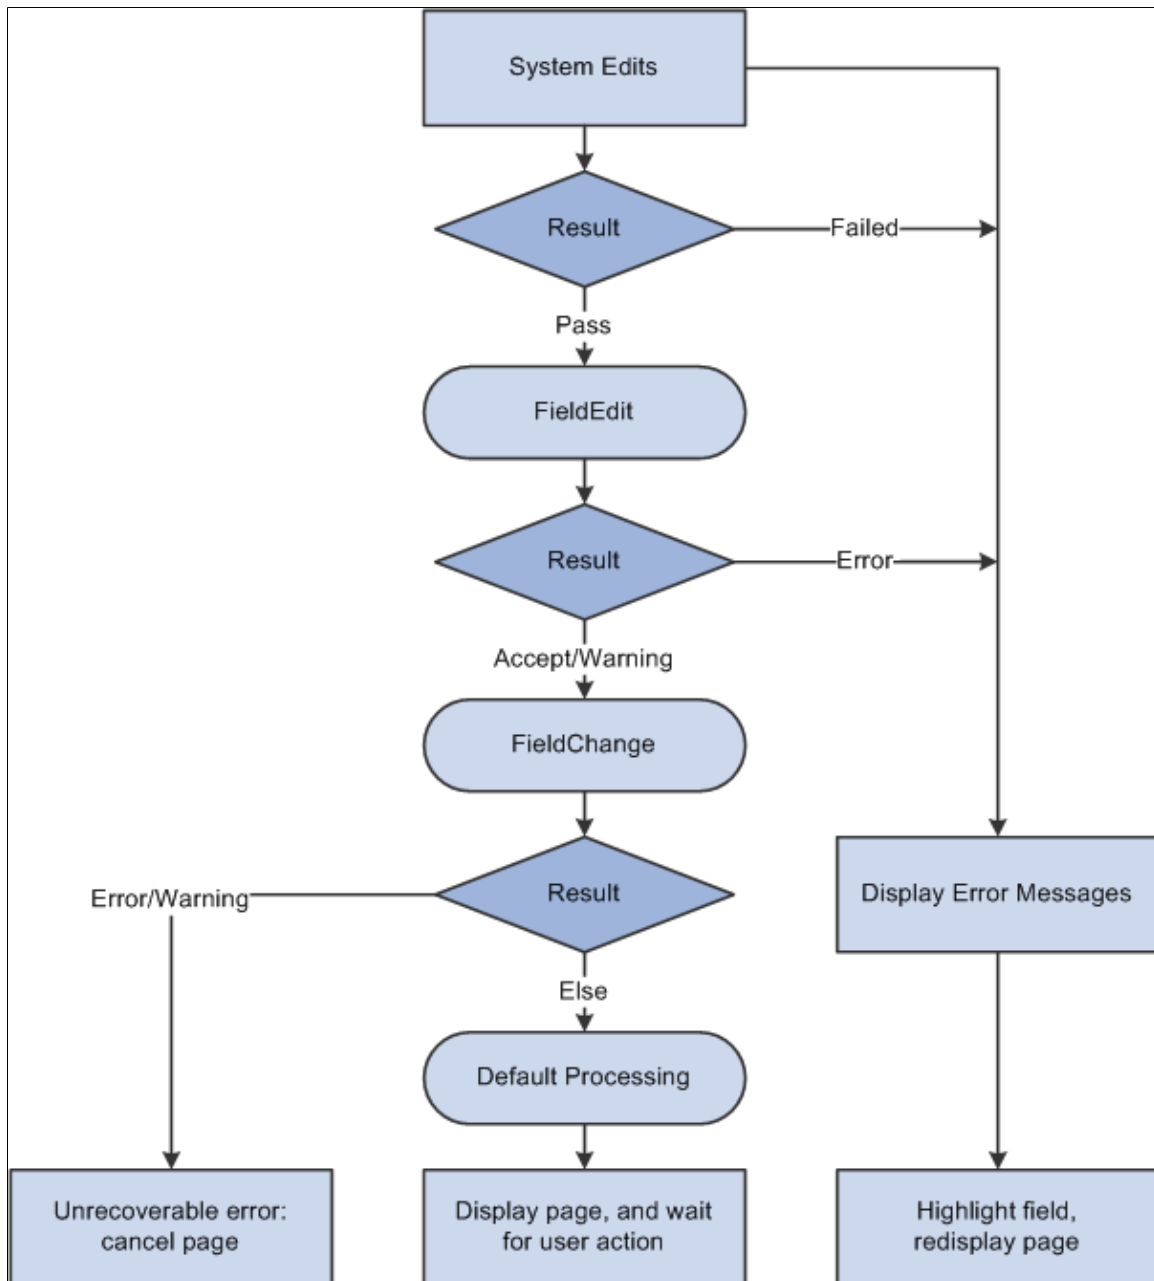 System Edits
Result
Failed
Pass
FieldEdit
Result
Error
Accept/Warning
FieldChange
Result
Error/Warning
Display Error Messages
Else
Default Processing
Unrecoverable error:
cancel page
Display page, and wait
for user action
Highlight field,
redisplay page